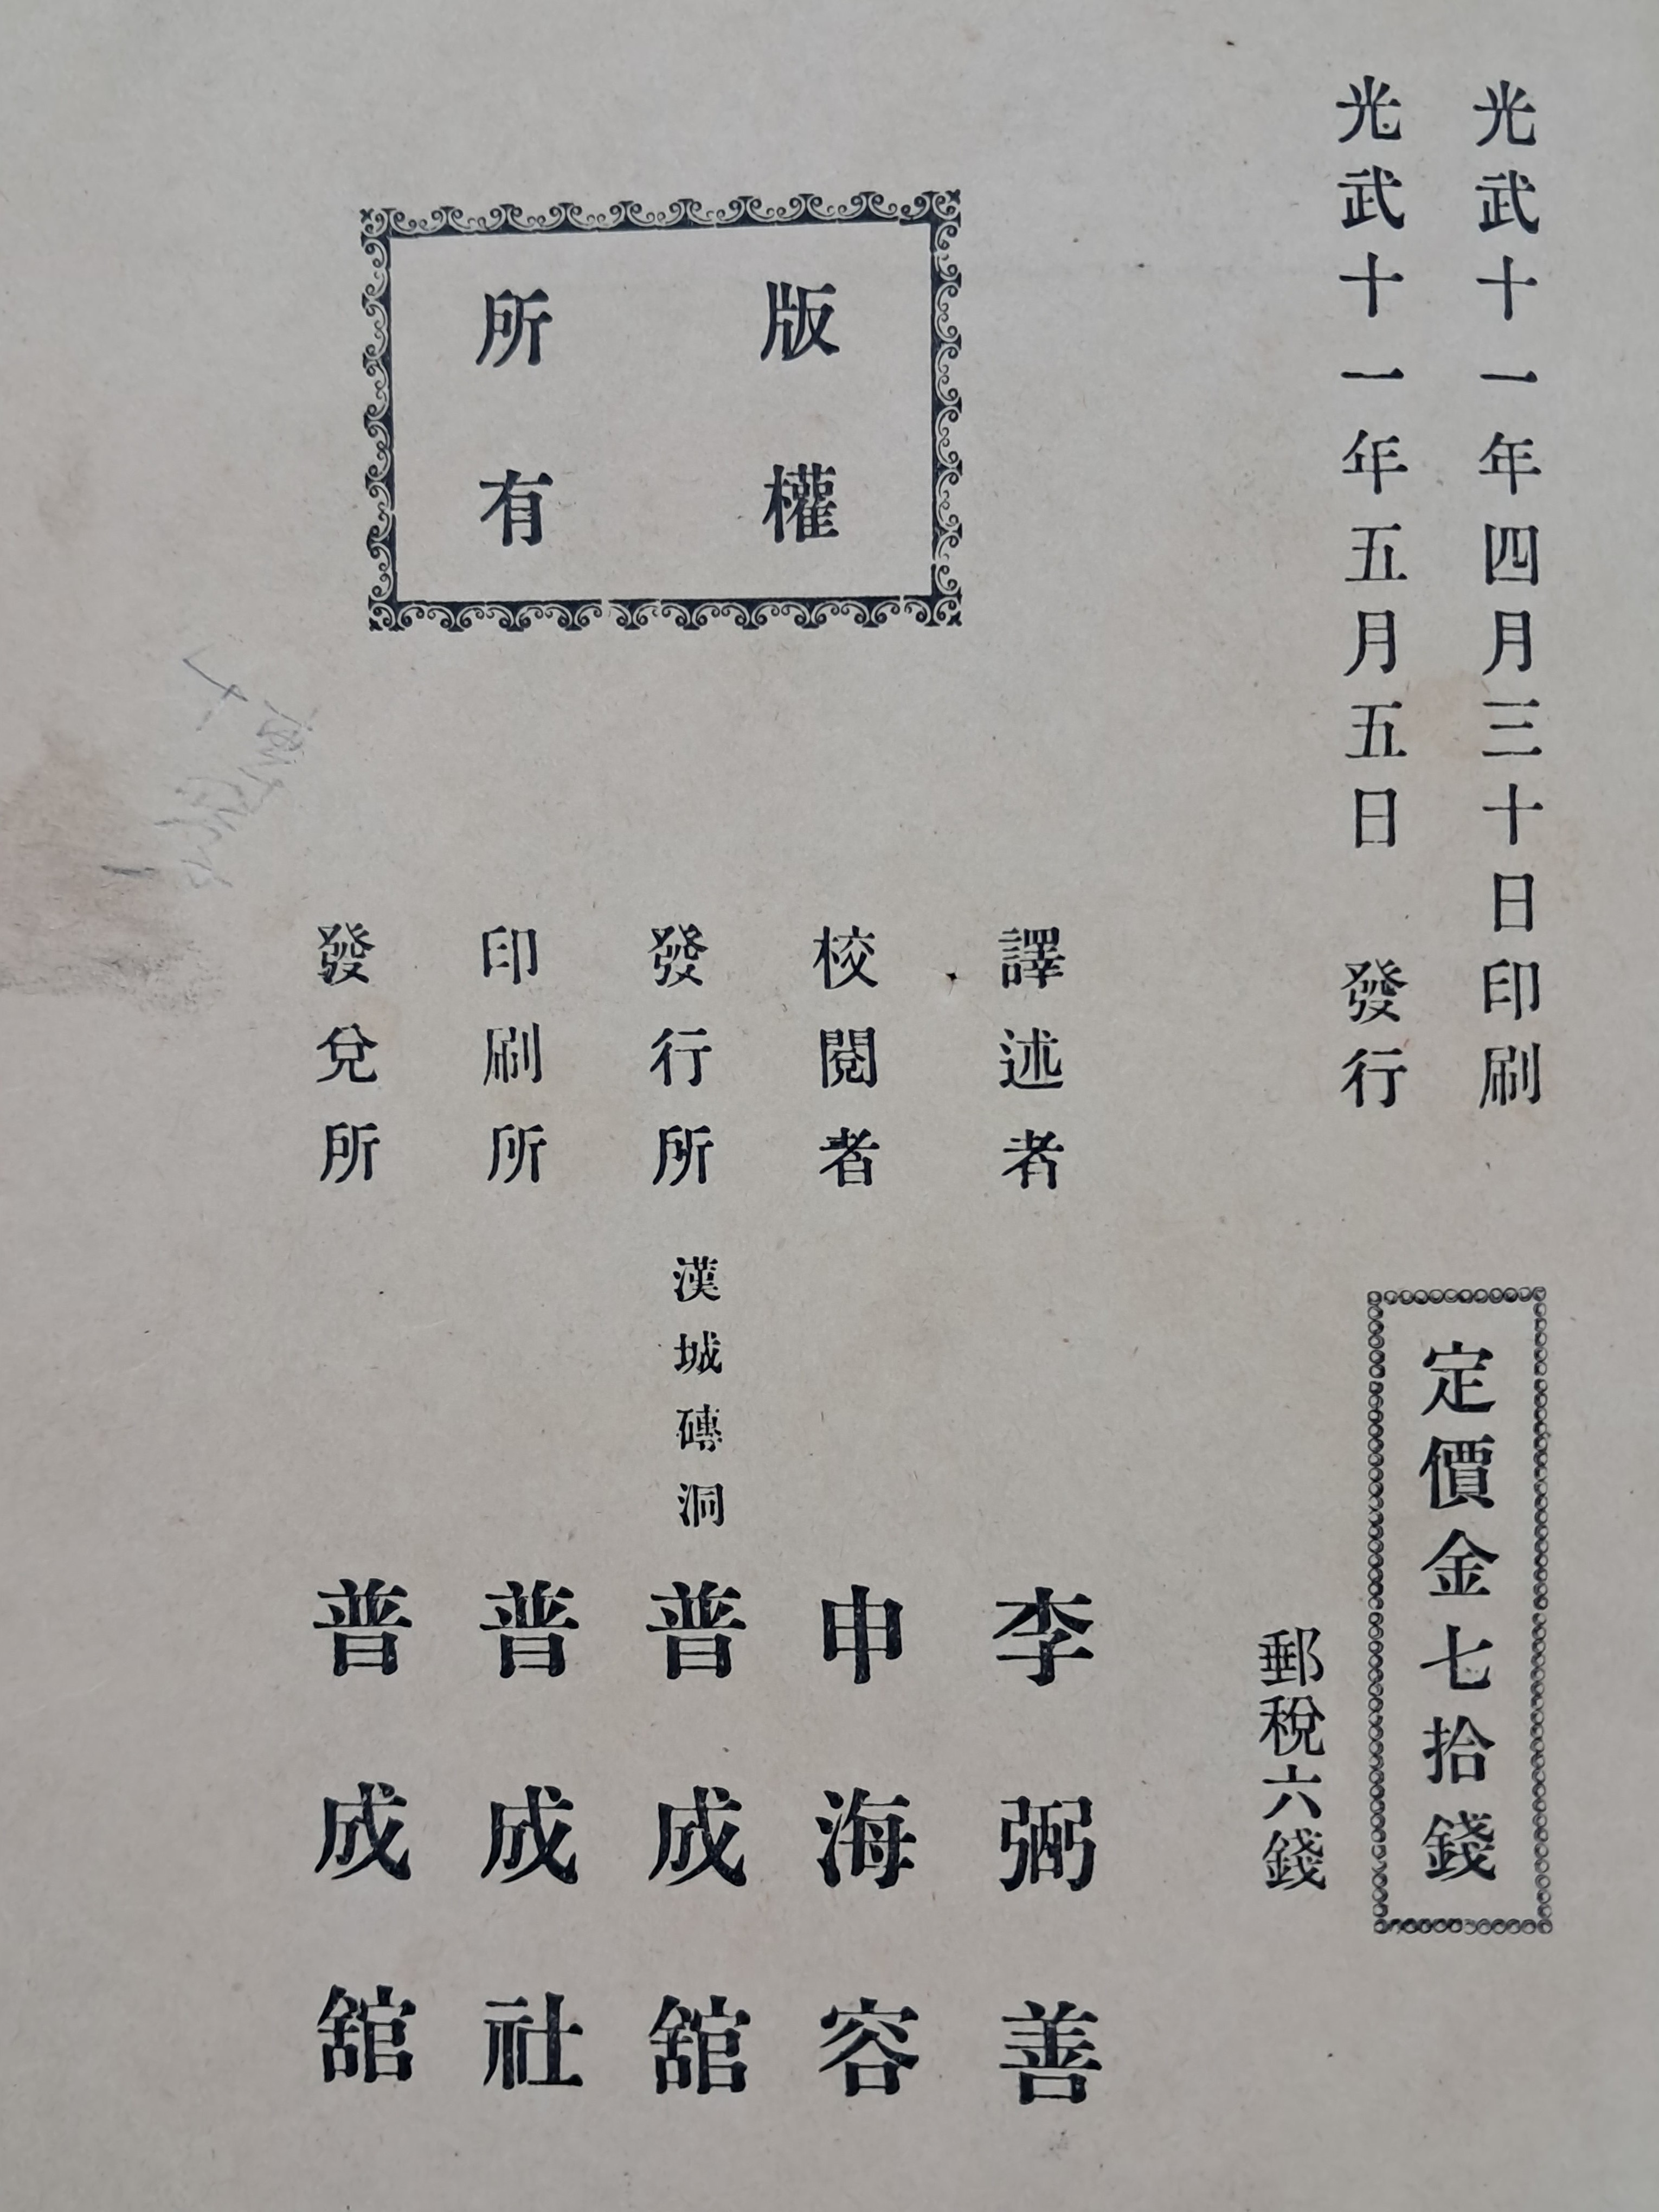 光武十一年四月三十日印刷
光武十一年五月五日 發行
定價金七拾錢
郵稅六錢
版權
所有
譯述者 李弼善
校閱者 申海容
發行所 漢城磚洞 普成舘
印刷所 普成社
發兌所 普成舘